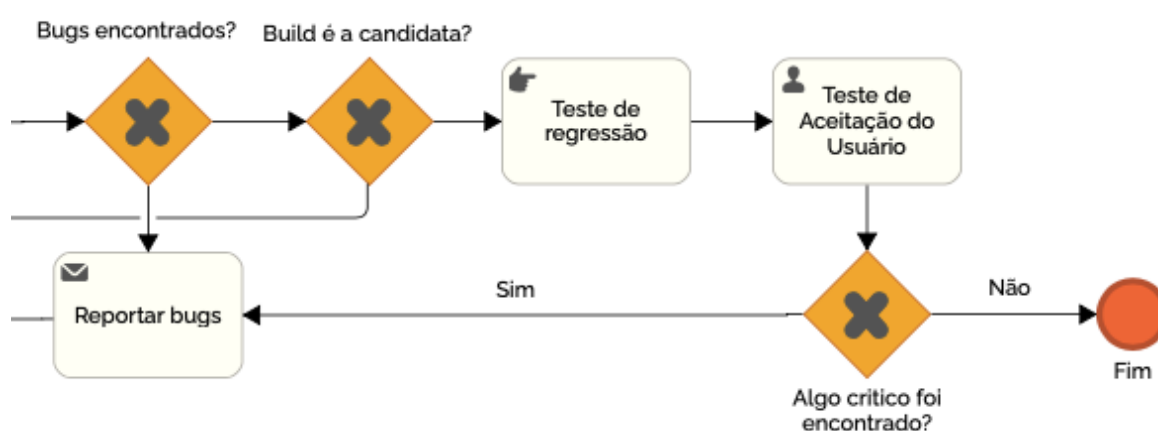 Bugs encontrados?
Build é a candidata?
Teste de
regressão
Teste de
Aceitação do
Usuário
Reportar bugs
Sim
Não
Fim
Algo critico foi
encontrado?